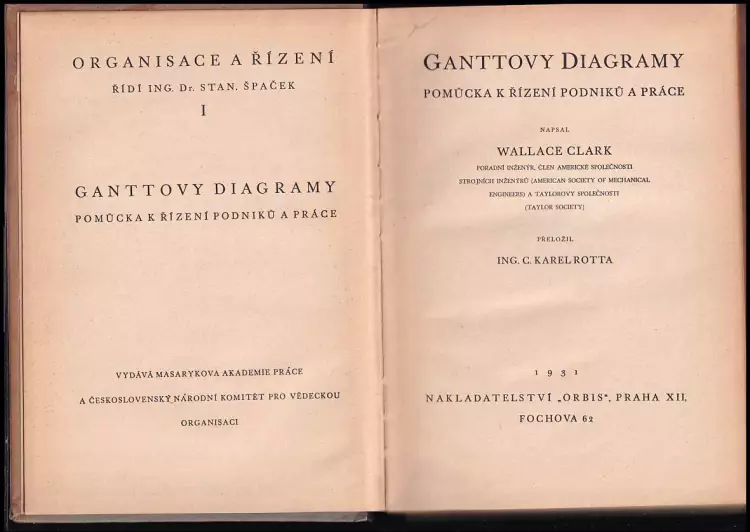 ORGANISACE A ŘÍZENÍ
ŘÍDÍ ING. Dr. STAN. ŠPAČEK
I
GANTTOVY DIAGRAMY
POMŮCKA K ŘÍZENÍ PODNIKŮ A PRÁCE
VYDÁVÁ MASARYKOVA AKADEMIE PRÁCE
A ČESKOSLOVENSKÝ NÁRODNÍ KOMITÉT PRO VĚDECKOU
ORGANISACI
GANTTOVY DIAGRAMY
POMŮCKA K ŘÍZENÍ PODNIKŮ A PRÁCE
NAPSAL
WALLACE CLARK
PORADNÍ INŽENÝR, ČLEN AMERICKÉ SPOLEČNOSTI
STROJNÍCH INŽENÝRŮ (AMERICAN SOCIETY OF MECHANICAL
ENGINEERS) A TAYLOROVY SPOLEČNOSTI
(TAYLOR SOCIETY)
PŘELOŽIL
ING. C. KAREL ROTTA
1931
NAKLADATELSTVÍ „ORBIS“, PRAHA XII,
FOCHOVA 62